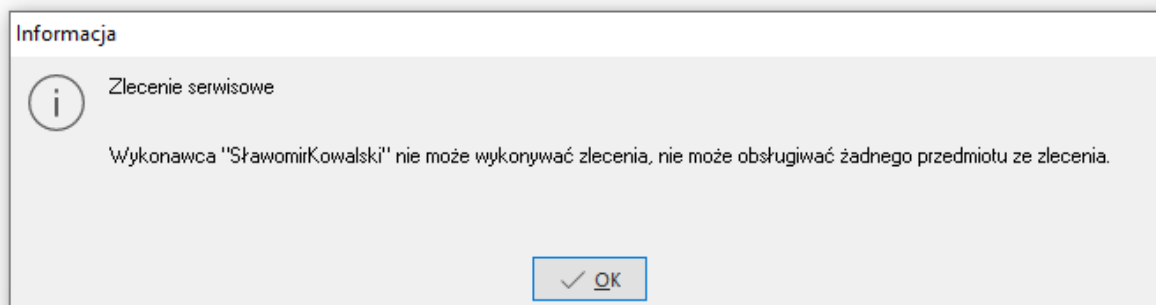 Informacja
Zlecenie serwisowe
Wykonawca "SławomirKowalski" nie może wykonywać zlecenia, nie może obsługiwać żadnego przedmiotu ze zlecenia.
OK